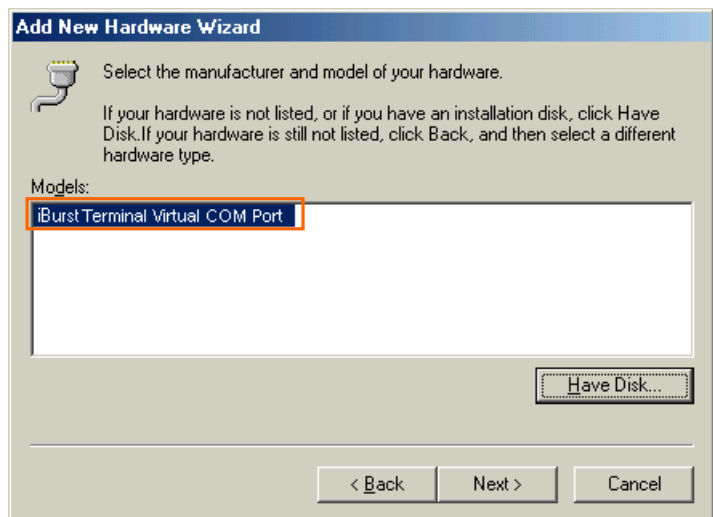 Add New Hardware Wizard
Select the manufacturer and model of your hardware.
If your hardware is not listed, or if you have an installation disk, click Have
Disk.If your hardware is still not listed, click Back, and then select a different
hardware type.
Models:
iBurst Terminal Virtual COM Port
Have Disk...
< Back
Next >
Cancel